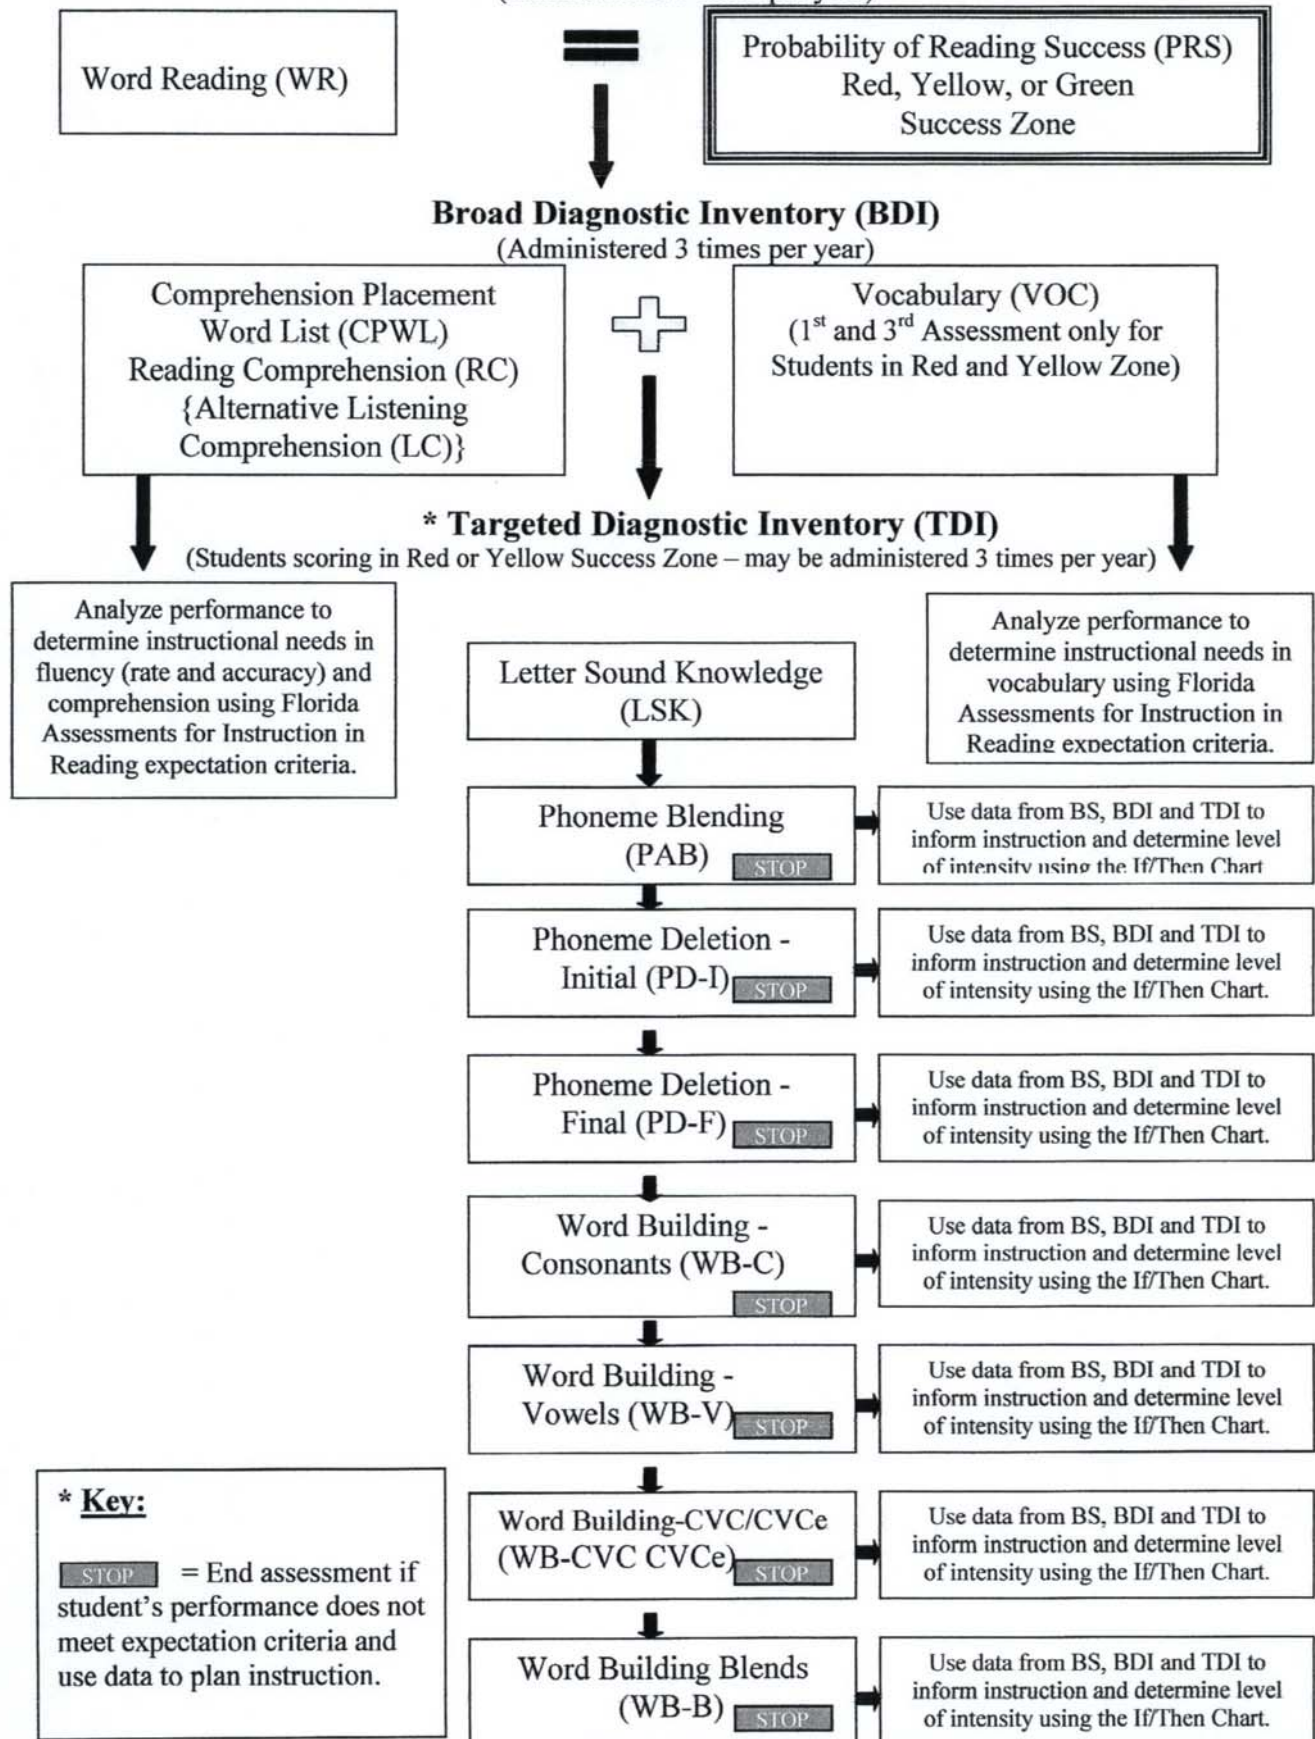 Word Reading (WR)
Probability of Reading Success (PRS)
Red, Yellow, or Green
Success Zone
Broad Diagnostic Inventory (BDI)
(Administered 3 times per year)
Comprehension Placement
Word List (CPWL)
Reading Comprehension (RC)
{Alternative Listening
Comprehension (LC)}
Vocabulary (VOC)
(1st and 3rd Assessment only for
Students in Red and Yellow Zone)
* Targeted Diagnostic Inventory (TDI)
(Students scoring in Red or Yellow Success Zone – may be administered 3 times per year)
Analyze performance to
determine instructional needs in
fluency (rate and accuracy) and
comprehension using Florida
Assessments for Instruction in
Reading expectation criteria.
Letter Sound Knowledge
(LSK)
Analyze performance to
determine instructional needs in
vocabulary using Florida
Assessments for Instruction in
Reading expectation criteria.
Phoneme Blending
(PAB) STOP
Use data from BS, BDI and TDI to
inform instruction and determine level
of intensity using the If/Then Chart
Phoneme Deletion -
Initial (PD-I) STOP
Use data from BS, BDI and TDI to
inform instruction and determine level
of intensity using the If/Then Chart.
Phoneme Deletion -
Final (PD-F) STOP
Use data from BS, BDI and TDI to
inform instruction and determine level
of intensity using the If/Then Chart.
Word Building -
Consonants (WB-C)
STOP
Use data from BS, BDI and TDI to
inform instruction and determine level
of intensity using the If/Then Chart.
Word Building -
Vowels (WB-V) STOP
Use data from BS, BDI and TDI to
inform instruction and determine level
of intensity using the If/Then Chart.
Word Building-CVC/CVCe
(WB-CVC CVCe) STOP
Use data from BS, BDI and TDI to
inform instruction and determine level
of intensity using the If/Then Chart.
Word Building Blends
(WB-B) STOP
Use data from BS, BDI and TDI to
inform instruction and determine level
of intensity using the If/Then Chart.
* Key:
STOP = End assessment if
student's performance does not
meet expectation criteria and
use data to plan instruction.